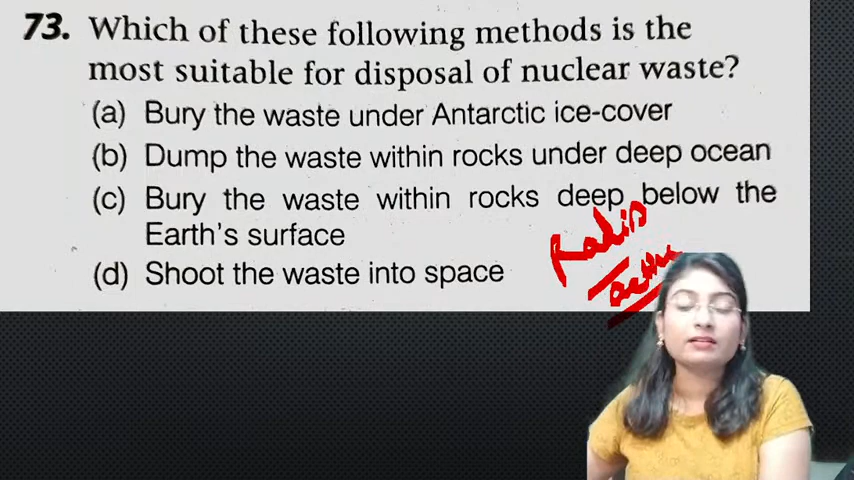 73. Which of these following methods is the
most suitable for disposal of nuclear waste?
(a) Bury the waste under Antarctic ice-cover
(b) Dump the waste within rocks under deep ocean
(c) Bury the waste within rocks deep below the
Earth's surface
(d) Shoot the waste into space
Radio